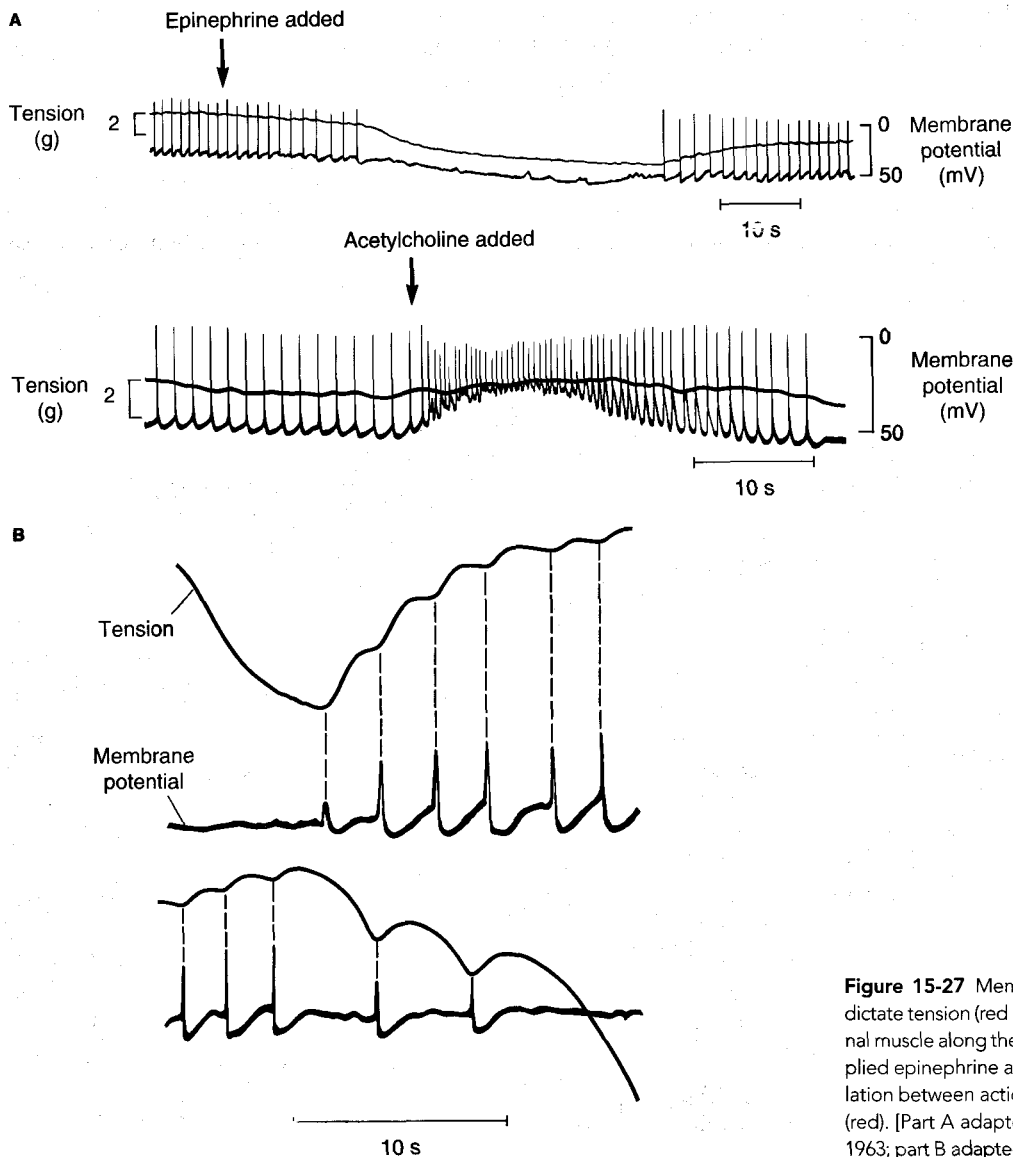 A
Epinephrine added
Tension
(g)
2
0
50
Membrane
potential
(mV)
10 s
Acetylcholine added
Tension
(g)
2
0
50
Membrane
potential
(mV)
10 s
B
Tension
Membrane
potential
10 s
Figure 15-27
dictate tension (red
nal muscle along the
plied epinephrine a
lation between actio
(red). [Part A adapte
1963; part B adapte